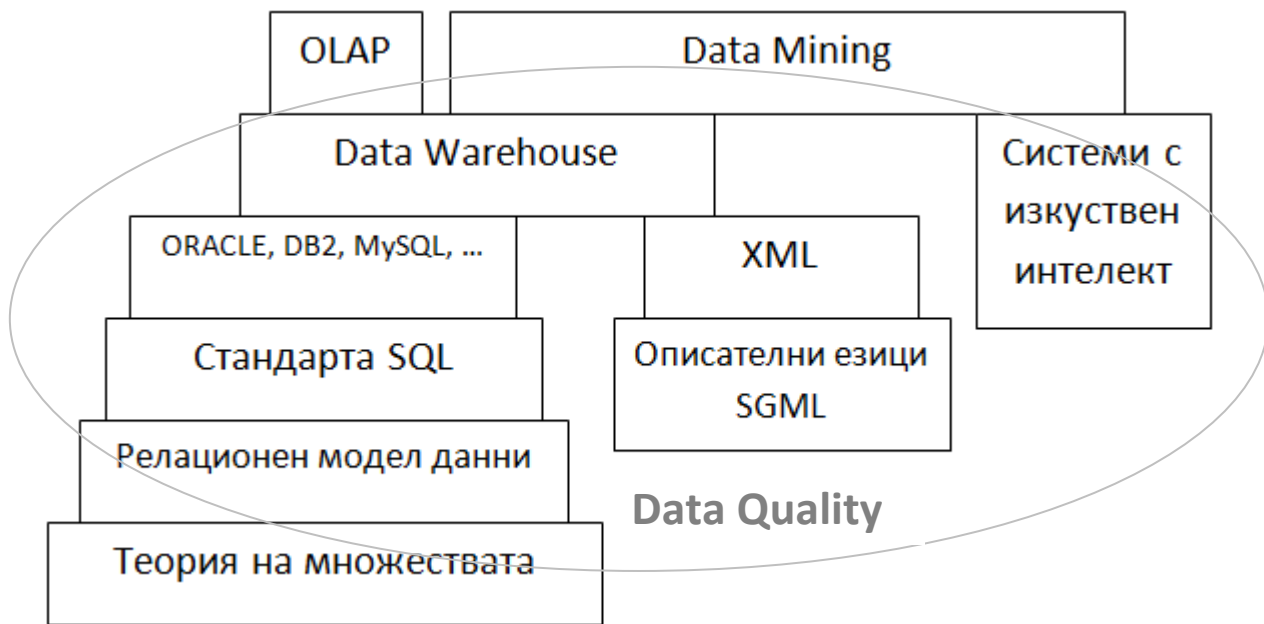 OLAP
Data Mining
Data Warehouse
Системи с
изкуствен
интелект
ORACLE, DB2, MySQL, ...
XML
Стандарта SQL
Описателни езици
SGML
Релационен модел данни
Data Quality
Теория на множествата